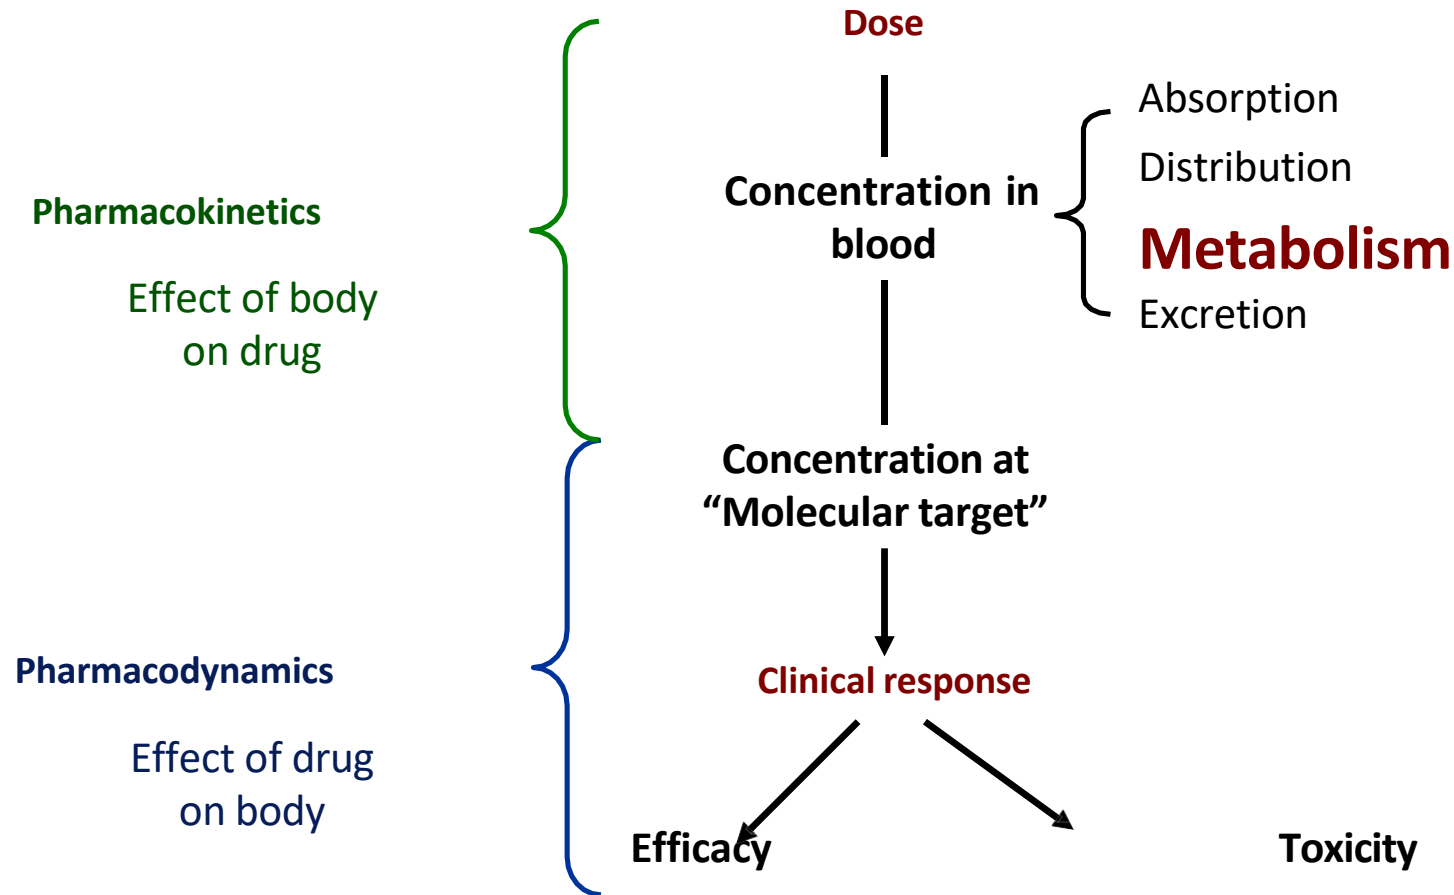 Dose
Absorption
Distribution
Metabolism
Excretion
Concentration in
blood
Pharmacokinetics
Effect of body
on drug
Concentration at
“Molecular target”
Clinical response
Pharmacodynamics
Effect of drug
on body
Efficacy
Toxicity